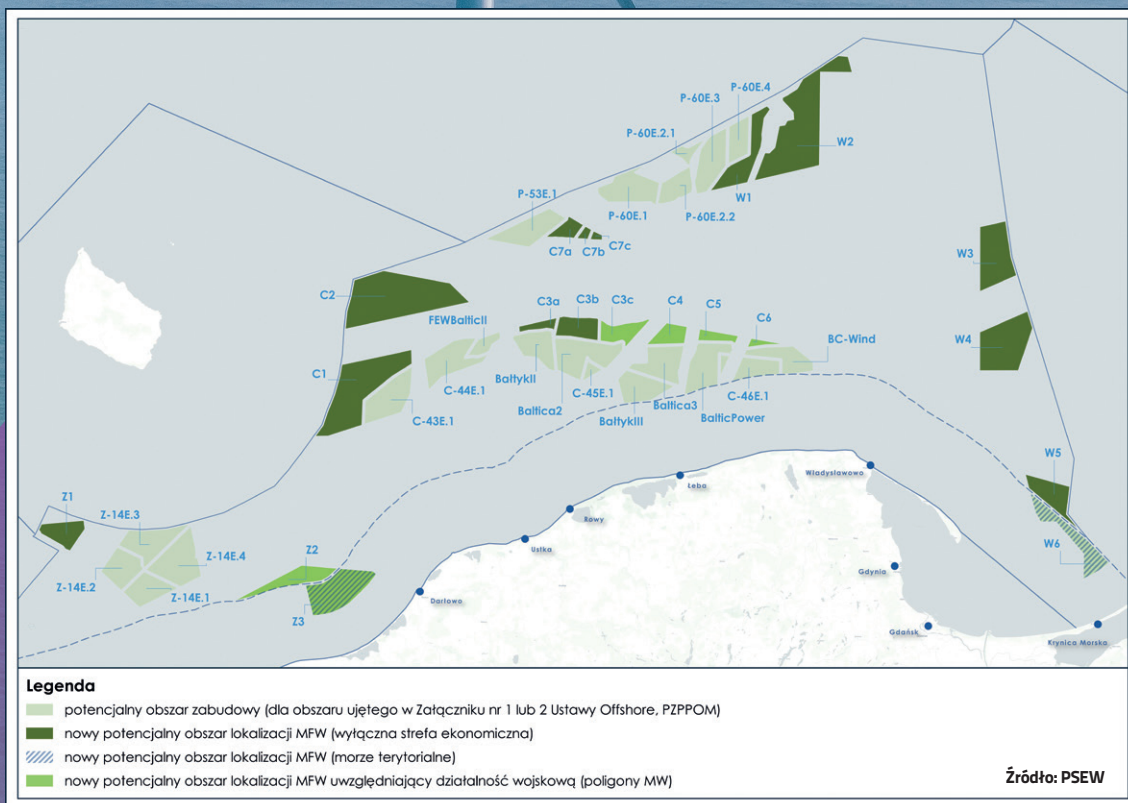 P-60E.4
P-60E.3
P-60E.2.1
W2
P-53E.1
W1
P-60E.1
P-60E.2.2
C7a
C7b
C7c
W3
C2
C3a
C3b
C3c
C4
C5
C6
FEWBalticII
BC-Wind
W4
C1
BałtykII
C-44E.1
Baltica2
C-45E.1
C-46E.1
C-43E.1
BałtykIII
Baltica3
BalticPower
W5
Władysławowo
Łeba
Z1
Rowy
Z-14E.3
Ustka
W6
Z-14E.4
Z2
Gdynia
Z-14E.2
Z-14E.1
Darłowo
Z3
Gdańsk
Krynica Morska
Legenda
potencjalny obszar zabudowy (dla obszaru ujętego w Załączniku nr 1 lub 2 Ustawy Offshore, PZPPOM)
nowy potencjalny obszar lokalizacji MFW (wyłączna strefa ekonomiczna)
nowy potencjalny obszar lokalizacji MFW (morze terytorialne)
nowy potencjalny obszar lokalizacji MFW uwzględniający działalność wojskową (poligony MW)
Źródło: PSEW